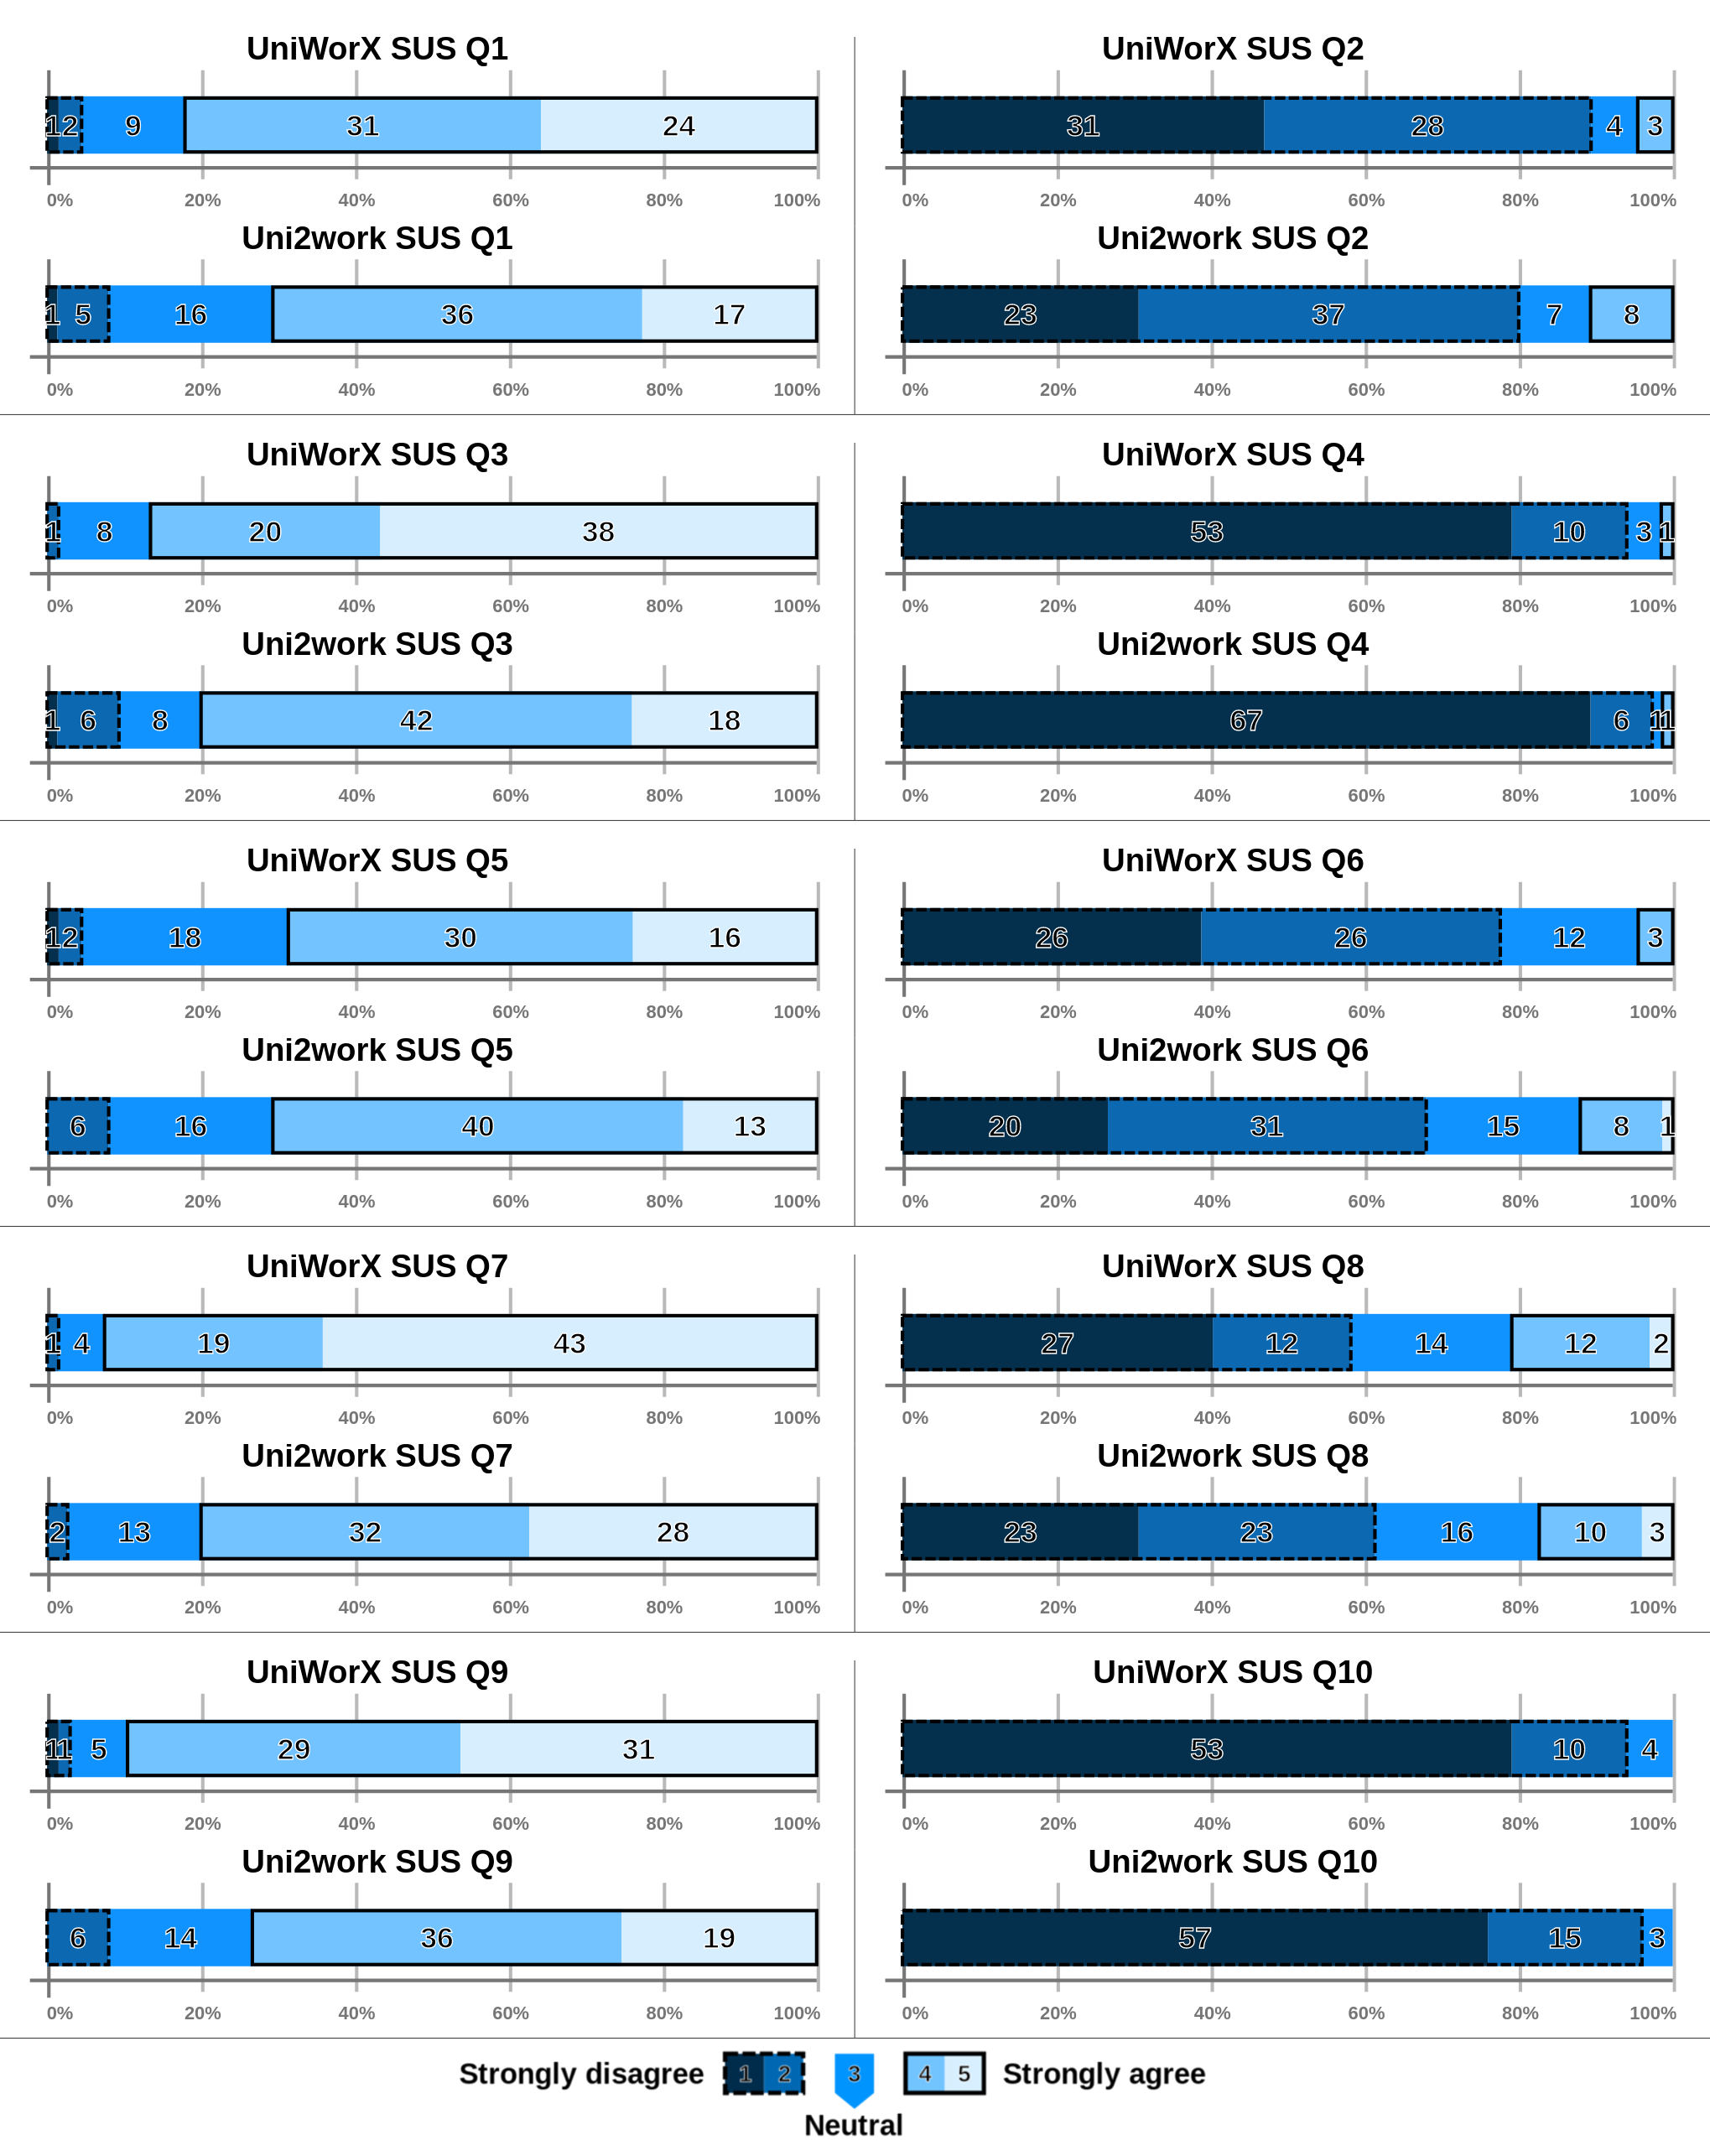 UniWorX SUS Q1
1 2 9 31 24
0% 20% 40% 60% 80% 100%
Uni2work SUS Q1
1 5 16 36 17
0% 20% 40% 60% 80% 100%
UniWorX SUS Q2
31 28 4 3
0% 20% 40% 60% 80% 100%
Uni2work SUS Q2
23 37 7 8
0% 20% 40% 60% 80% 100%
UniWorX SUS Q3
1 8 20 38
0% 20% 40% 60% 80% 100%
Uni2work SUS Q3
1 6 8 42 18
0% 20% 40% 60% 80% 100%
UniWorX SUS Q4
53 10 3 1
0% 20% 40% 60% 80% 100%
Uni2work SUS Q4
67 6 1 1
0% 20% 40% 60% 80% 100%
UniWorX SUS Q5
1 2 18 30 16
0% 20% 40% 60% 80% 100%
Uni2work SUS Q5
6 16 40 13
0% 20% 40% 60% 80% 100%
UniWorX SUS Q6
26 26 12 3
0% 20% 40% 60% 80% 100%
Uni2work SUS Q6
20 31 15 8 1
0% 20% 40% 60% 80% 100%
UniWorX SUS Q7
1 4 19 43
0% 20% 40% 60% 80% 100%
Uni2work SUS Q7
2 13 32 28
0% 20% 40% 60% 80% 100%
UniWorX SUS Q8
27 12 14 12 2
0% 20% 40% 60% 80% 100%
Uni2work SUS Q8
23 23 16 10 3
0% 20% 40% 60% 80% 100%
UniWorX SUS Q9
1 1 5 29 31
0% 20% 40% 60% 80% 100%
Uni2work SUS Q9
6 14 36 19
0% 20% 40% 60% 80% 100%
UniWorX SUS Q10
53 10 4
0% 20% 40% 60% 80% 100%
Uni2work SUS Q10
57 15 3
0% 20% 40% 60% 80% 100%
Strongly disagree 1 2 3 4 5 Strongly agree
Neutral